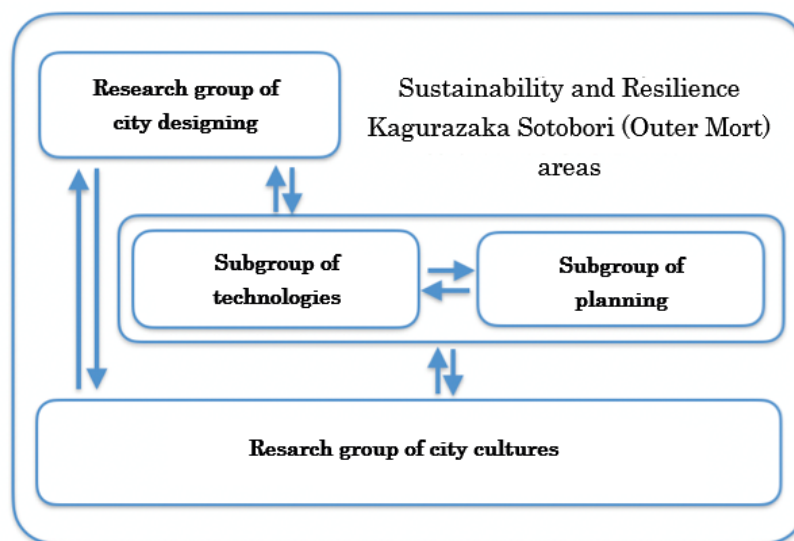 Research group of
city designing
Sustainability and Resilience
Kagurazaka Sotobori (Outer Mort)
areas
Subgroup of
technologies
Subgroup of
planning
Resarch group of city cultures